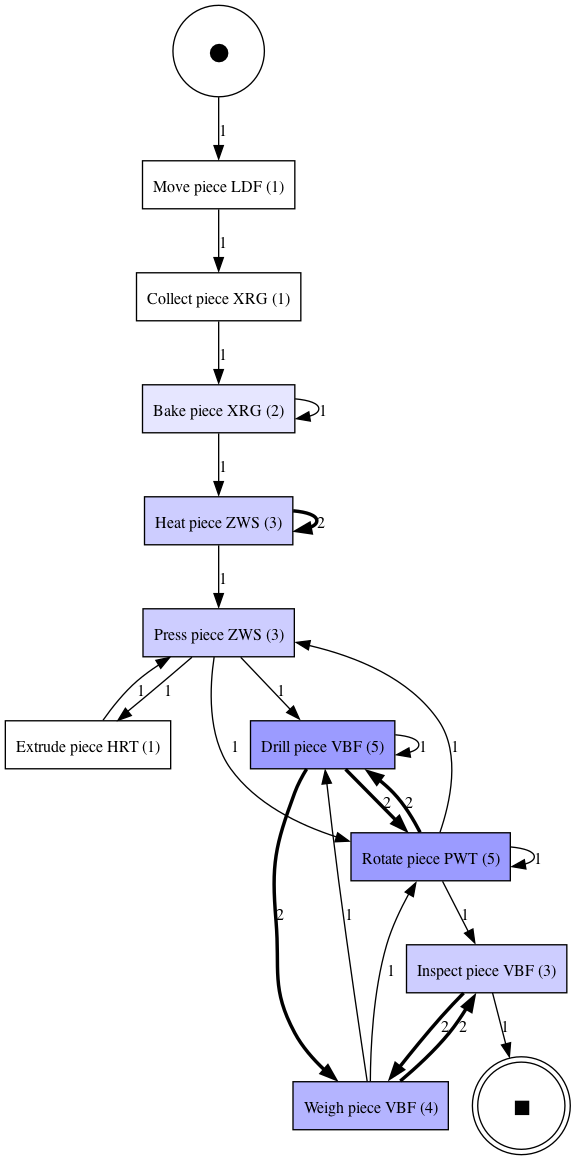 1
Move piece LDF (1)
1
Collect piece XRG (1)
1
Bake piece XRG (2)
1
1
Heat piece ZWS (3)
2
1
Press piece ZWS (3)
1
1
1
Extrude piece HRT (1)
1
Drill piece VBF (5)
1
1
2
2
Rotate piece PWT (5)
1
2
1
1
1
Inspect piece VBF (3)
2
2
1
Weigh piece VBF (4)